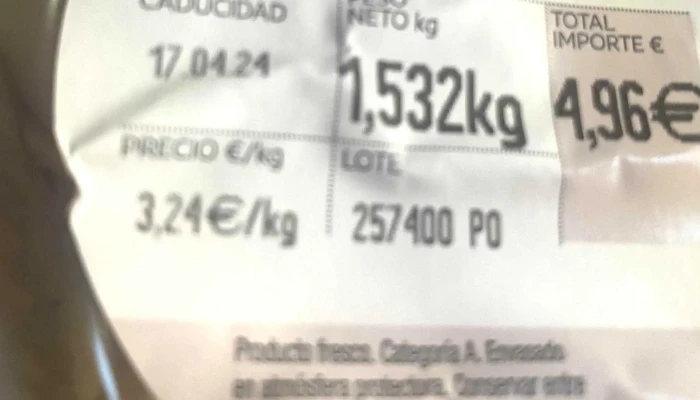 CADUCIDAD
17.04.24
PESO
NETO kg
1,532kg
TOTAL
IMPORTE €
4,96€
PRECIO €/kg
3,24€/kg
LOTE
257400 PO
Producto fresco. Categoría A. Envasado
en atmósfera protectora. Conservar entre